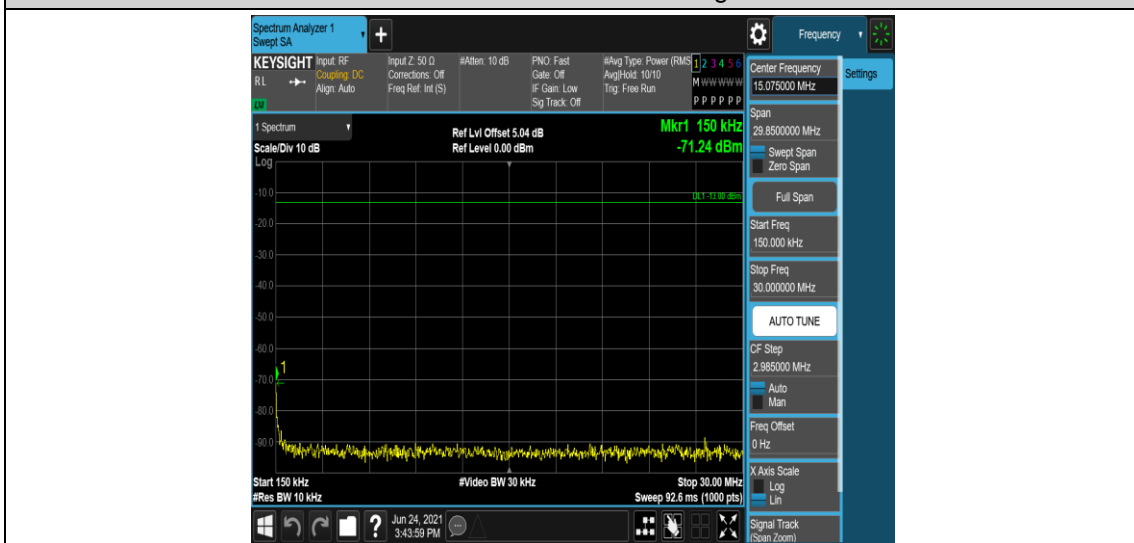 Spectrum Analyzer 1
Swept SA
Frequency
KEYSIGHT
RL
LXI
Input: RF
Coupling: DC
Align: Auto
Input Z: 50 Ω
Corrections: Off
Freq Ref: Int (S)
#Atten: 10 dB
PNO: Fast
Gate: Off
IF Gain: Low
Sig Track: Off
#Avg Type: Power (RMS
Avg|Hold: 10/10
Trig: Free Run
1 2 3 4 5 6
M W W W W W
P P P P P P
1 Spectrum
Scale/Div 10 dB
Log
Ref Lvl Offset 5.04 dB
Ref Level 0.00 dBm
Mkr1 150 kHz
-71.24 dBm
DL1 -13.00 dBm
-10.0
-20.0
-30.0
-40.0
-50.0
-60.0
1
-70.0
-80.0
-90.0
Start 150 kHz
#Res BW 10 kHz
#Video BW 30 kHz
Stop 30.00 MHz
Sweep 92.6 ms (1000 pts)
Jun 24, 2021
3:43:59 PM
Center Frequency
15.075000 MHz
Settings
Span
29.8500000 MHz
Swept Span
Zero Span
Full Span
Start Freq
150.000 kHz
Stop Freq
30.000000 MHz
AUTO TUNE
CF Step
2.985000 MHz
Auto
Man
Freq Offset
0 Hz
X Axis Scale
Log
Lin
Signal Track
(Span Zoom)